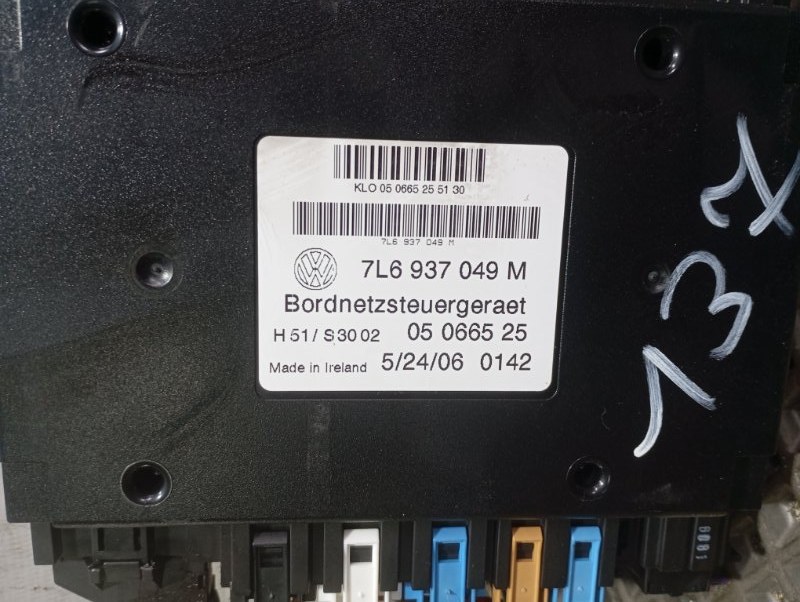 KLO 05 0665 25 51 30
7L6 937 049 M
7L6 937 049 M
Bordnetzsteuergeraet
H 51 / S 30 02 05 0665 25
Made in Ireland 5/24/06 0142
137